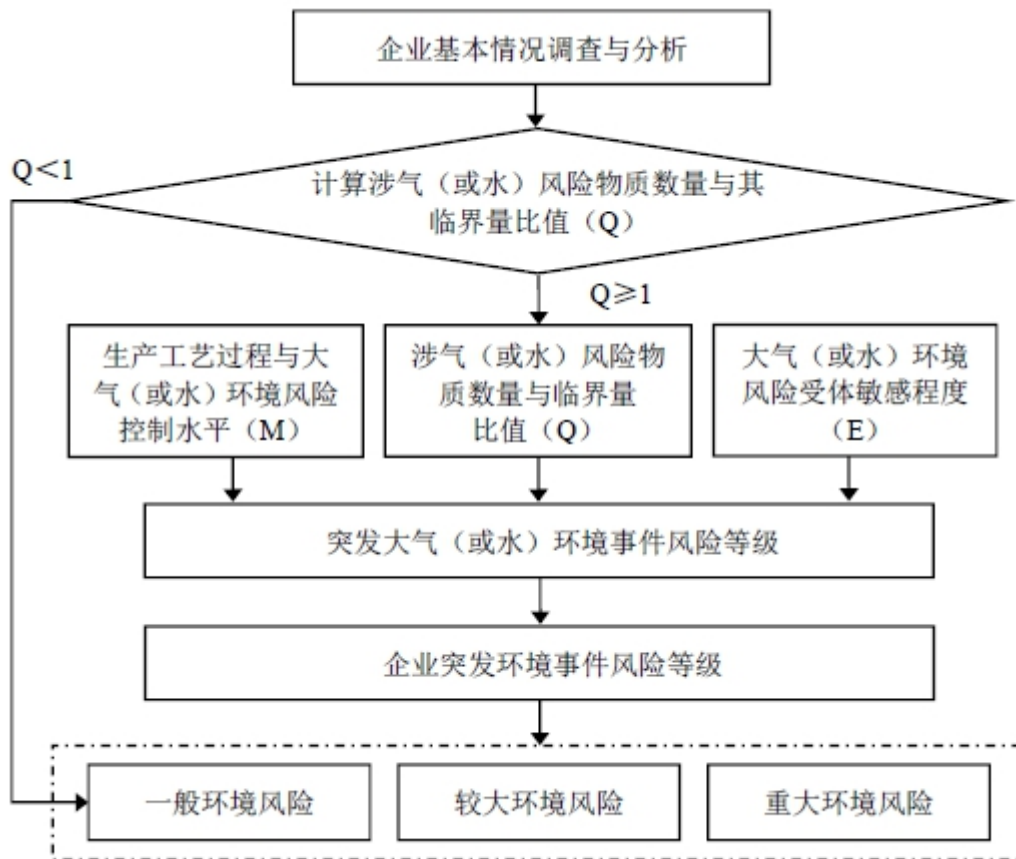 企业基本情况调查与分析
Q＜1
计算涉气（或水）风险物质数量与其
临界量比值（Q）
Q≥1
生产工艺过程与大
气（或水）环境风险
控制水平（M）
涉气（或水）风险物
质数量与临界量
比值（Q）
大气（或水）环境
风险受体敏感程度
（E）
突发大气（或水）环境事件风险等级
企业突发环境事件风险等级
一般环境风险
较大环境风险
重大环境风险